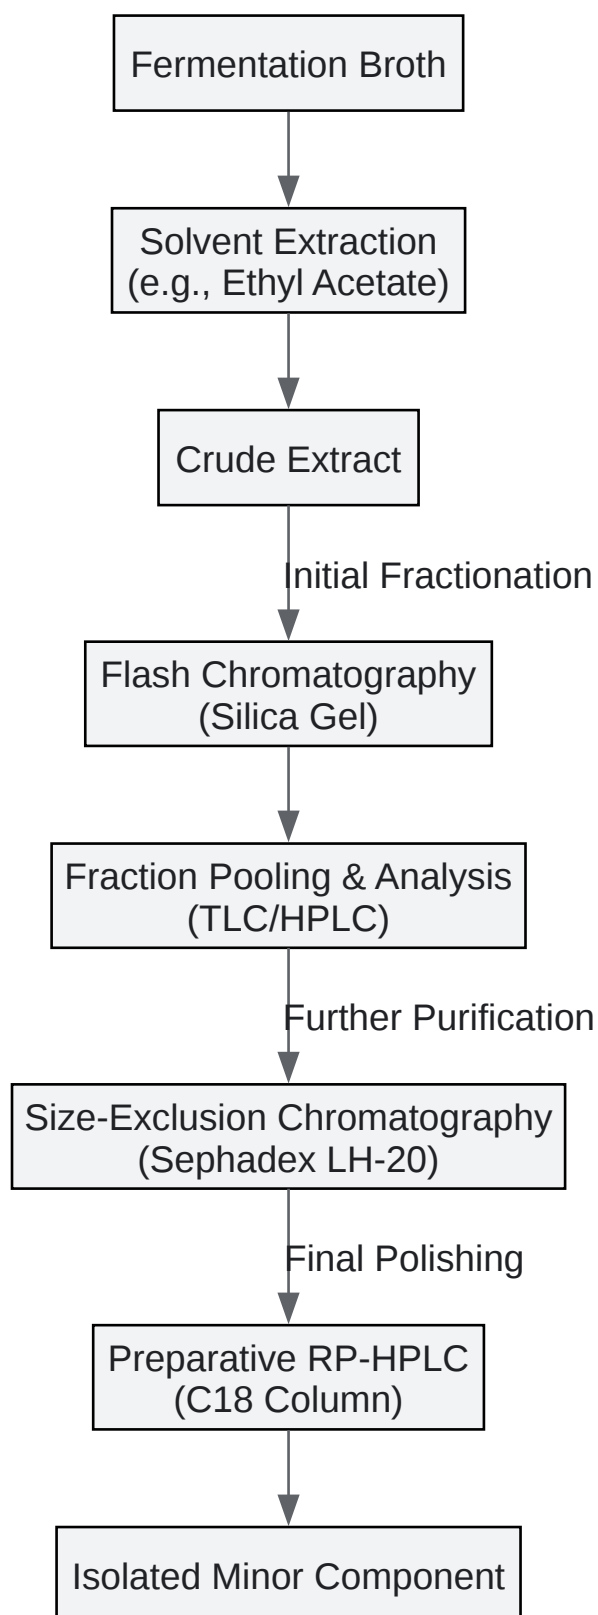 Fermentation Broth
Solvent Extraction
(e.g., Ethyl Acetate)
Crude Extract
Initial Fractionation
Flash Chromatography
(Silica Gel)
Fraction Pooling & Analysis
(TLC/HPLC)
Further Purification
Size-Exclusion Chromatography
(Sephadex LH-20)
Final Polishing
Preparative RP-HPLC
(C18 Column)
Isolated Minor Component